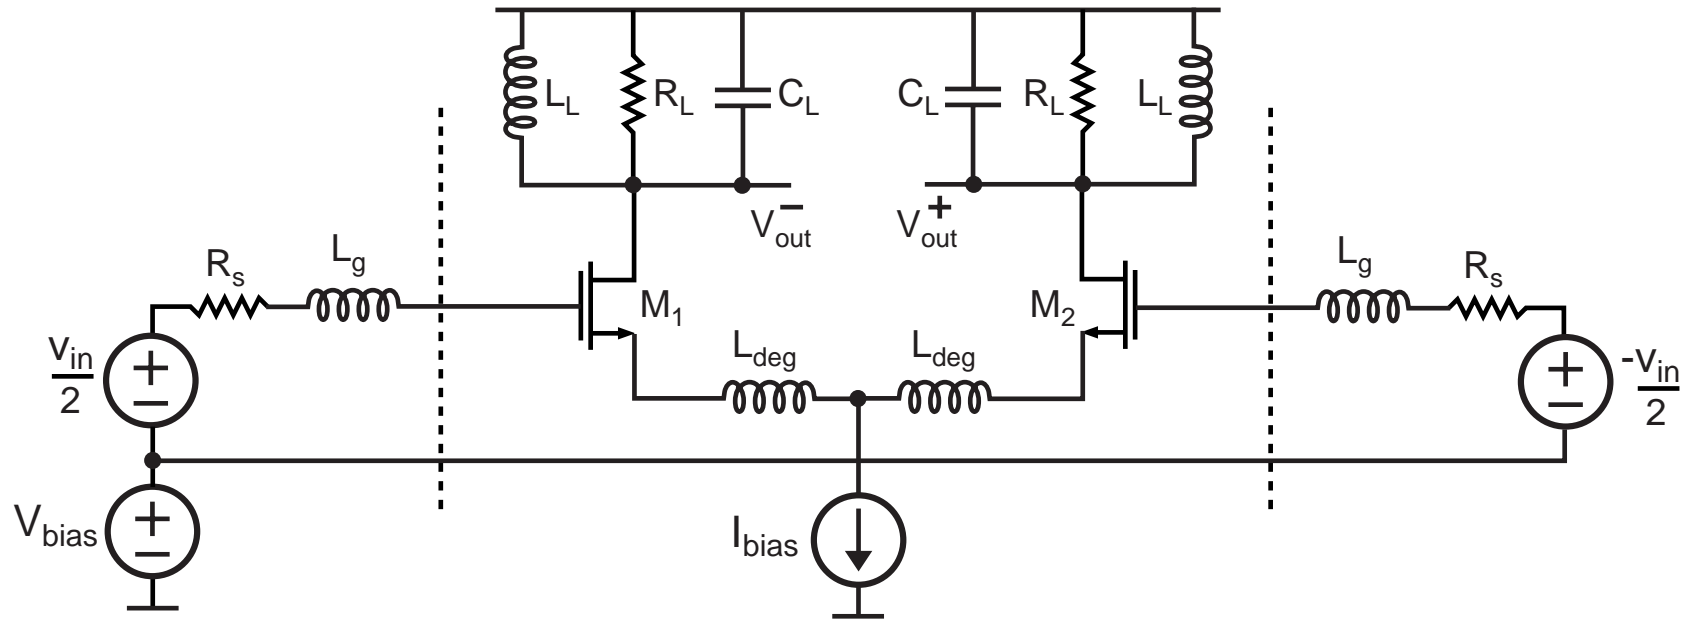 L_L R_L C_L C_L R_L L_L
V_out^- V_out^+
R_s L_g L_g R_s
M_1 M_2
v_in/2 L_deg L_deg -v_in/2
V_bias I_bias